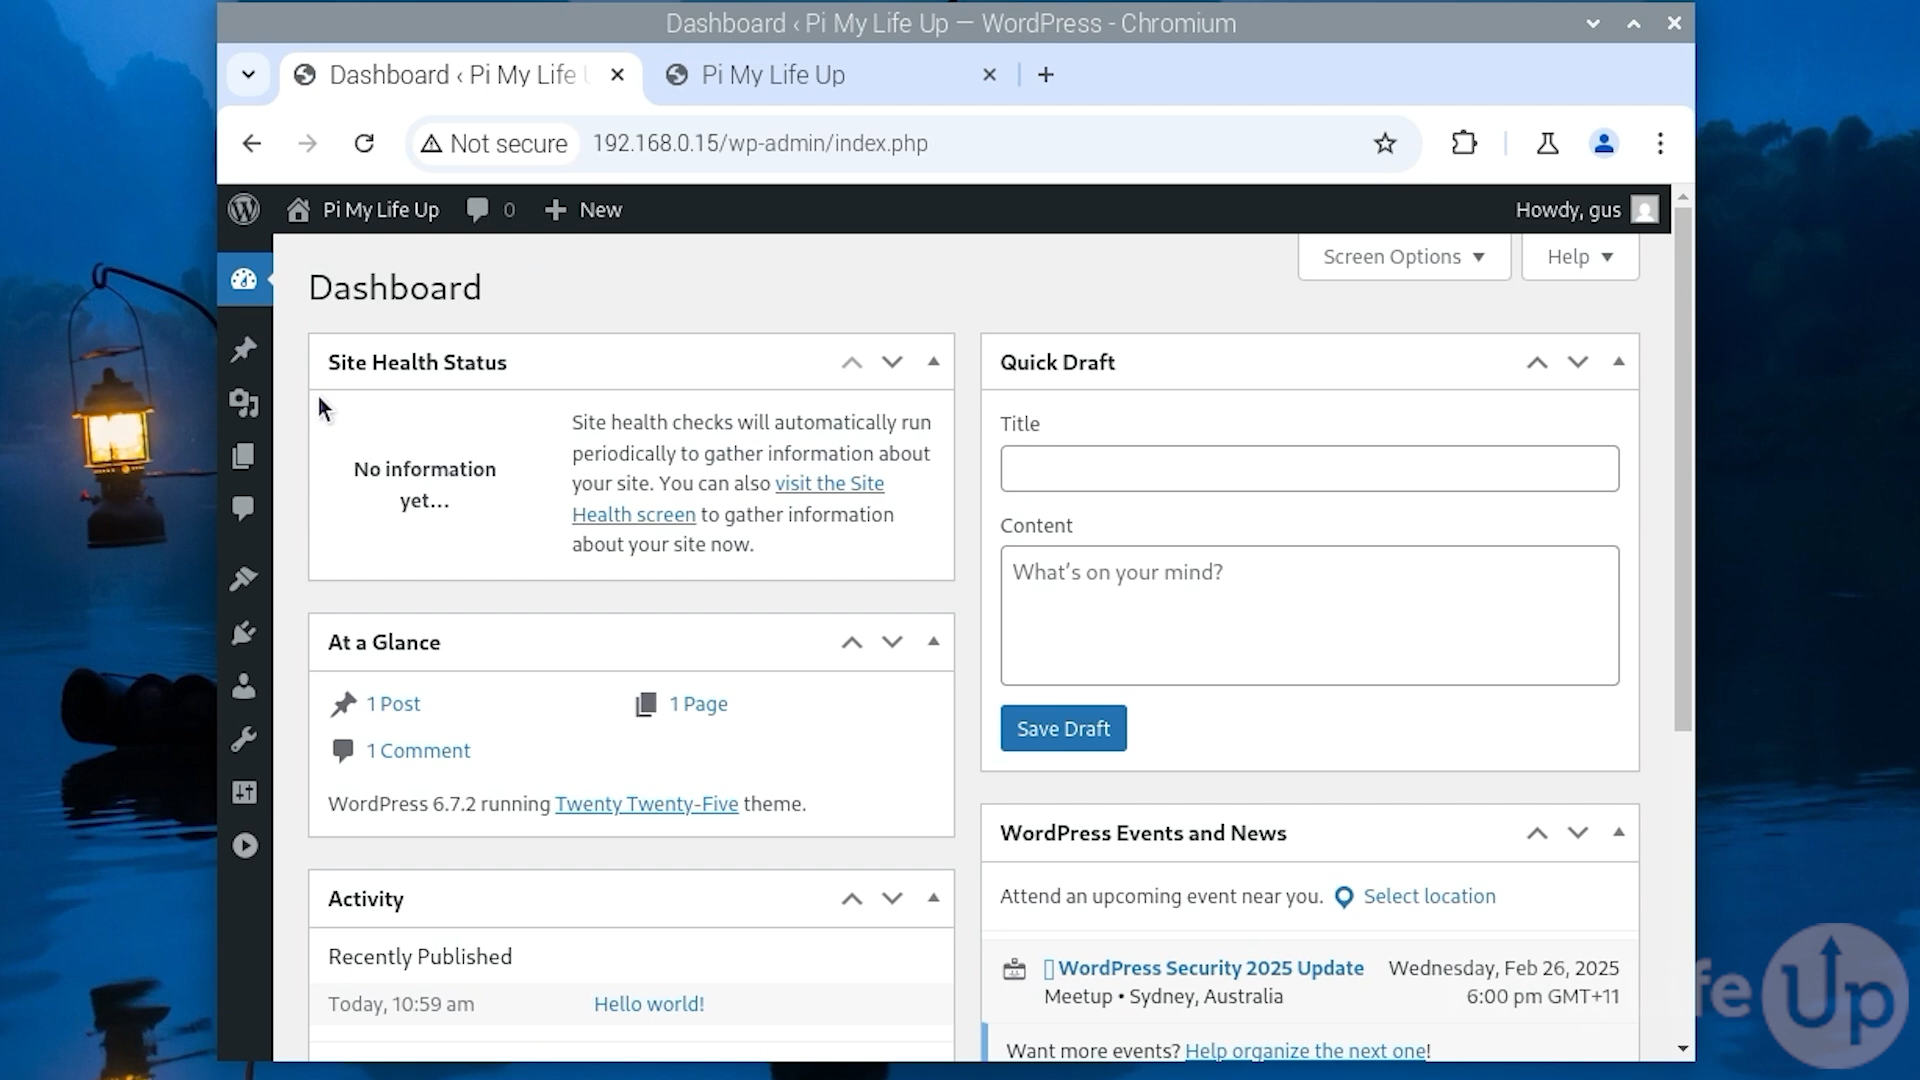 Dashboard ‹ Pi My Life Up — WordPress - Chromium
Dashboard ‹ Pi My Life U
Pi My Life Up
Not secure
192.168.0.15/wp-admin/index.php
Pi My Life Up
0
New
Howdy, gus
Screen Options
Help
Dashboard
Site Health Status
No information
yet...
Site health checks will automatically run
periodically to gather information about
your site. You can also visit the Site
Health screen to gather information
about your site now.
At a Glance
1 Post
1 Page
1 Comment
WordPress 6.7.2 running Twenty Twenty-Five theme.
Activity
Recently Published
Today, 10:59 am
Hello world!
Quick Draft
Title
Content
What's on your mind?
Save Draft
WordPress Events and News
Attend an upcoming event near you.
Select location
WordPress Security 2025 Update
Wednesday, Feb 26, 2025
Meetup • Sydney, Australia
6:00 pm GMT+11
Want more events? Help organize the next one!
fe Up